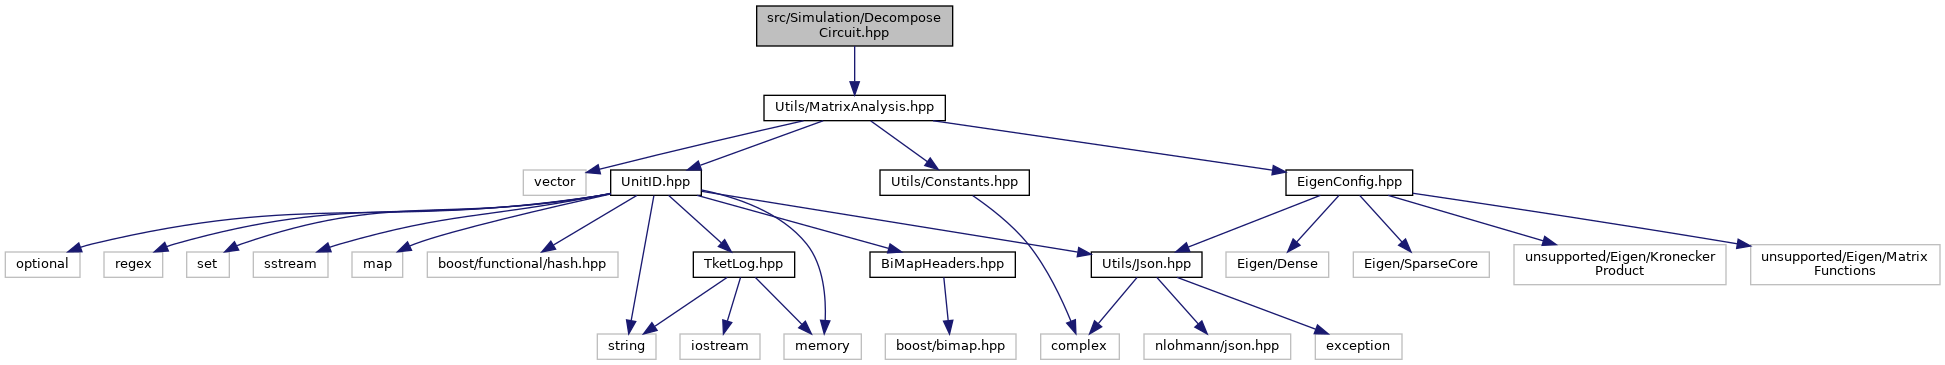 src/Simulation/Decompose
Circuit.hpp
Utils/MatrixAnalysis.hpp
vector
UnitID.hpp
Utils/Constants.hpp
EigenConfig.hpp
optional
regex
set
sstream
map
boost/functional/hash.hpp
TketLog.hpp
BiMapHeaders.hpp
Utils/Json.hpp
Eigen/Dense
Eigen/SparseCore
unsupported/Eigen/Kronecker
Product
unsupported/Eigen/Matrix
Functions
string
iostream
memory
boost/bimap.hpp
complex
nlohmann/json.hpp
exception